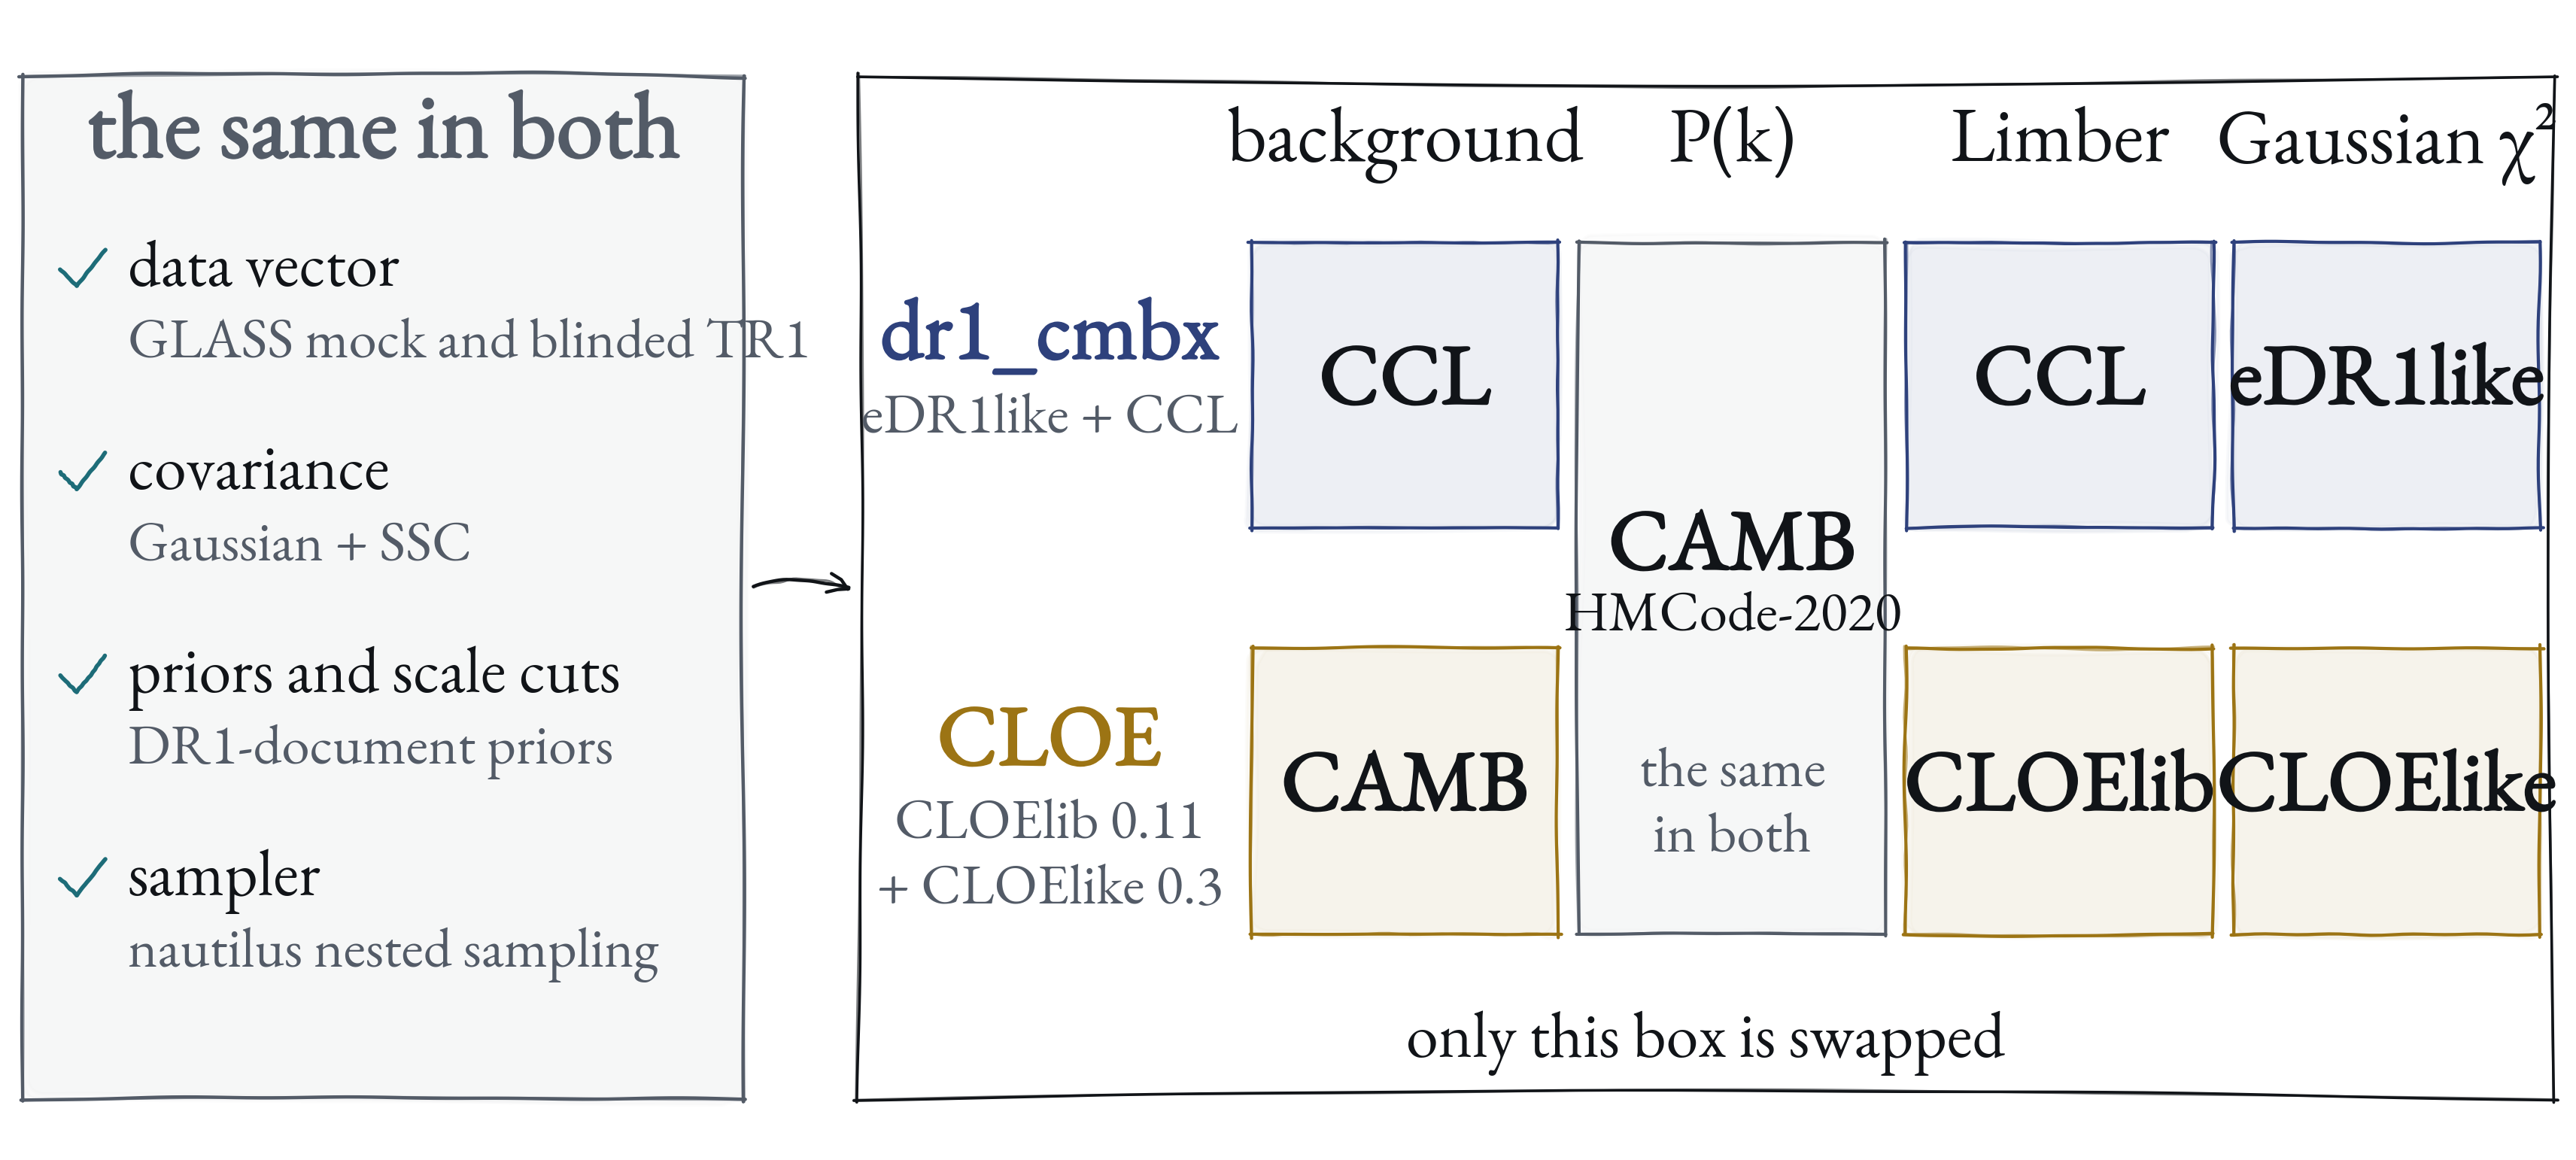 the same in both
data vector
GLASS mock and blinded TR1
covariance
Gaussian + SSC
priors and scale cuts
DR1-document priors
sampler
nautilus nested sampling
background P(k) Limber Gaussian χ²
dr1_cmbx
eDR1like + CCL
CCL
CCL
eDR1like
CAMB
HMCode-2020
the same
in both
CLOE
CLOElib 0.11
+ CLOElike 0.3
CAMB
CLOElib
CLOElike
only this box is swapped